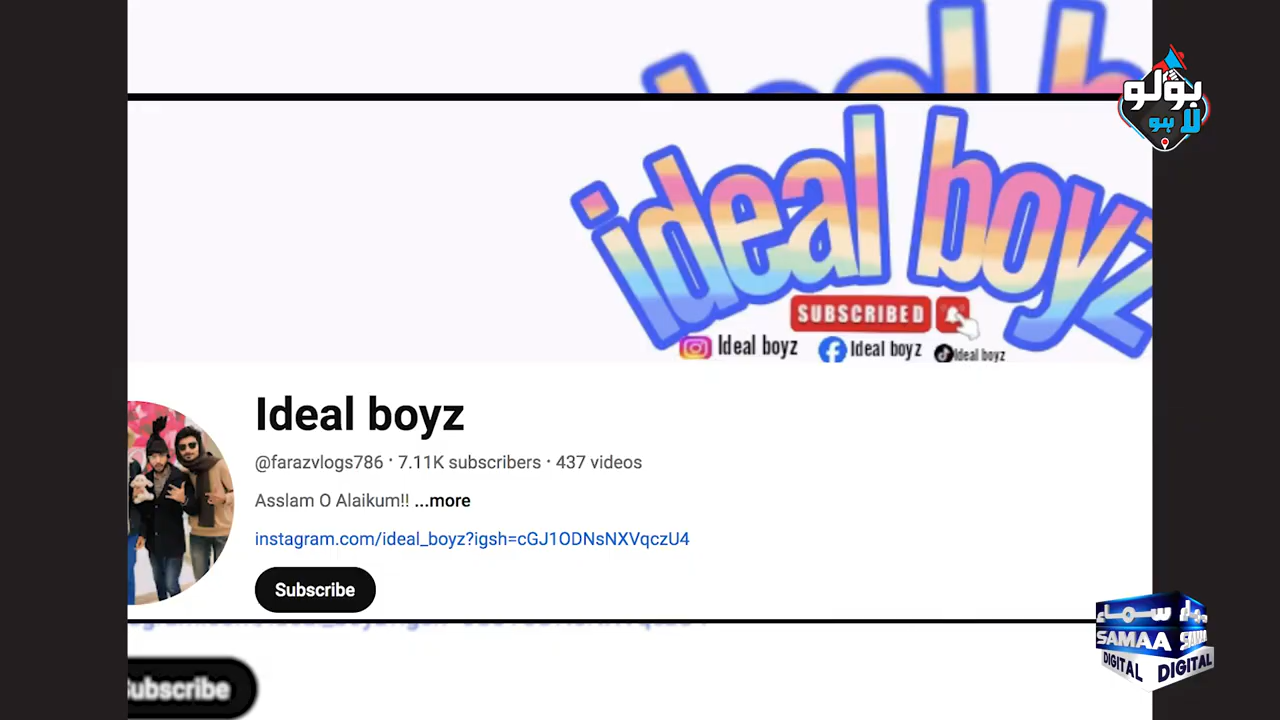 بولو
لاہو
ideal boyz
SUBSCRIBED
Ideal boyz
Ideal boyz
Ideal boyz
Ideal boyz
@farazvlogs786 · 7.11K subscribers · 437 videos
Asslam O Alaikum!! ...more
instagram.com/ideal_boyz?igsh=cGJ1ODNsNXVqczU4
Subscribe
سماء
SAMAA
DIGITAL DIGITAL
Subscribe